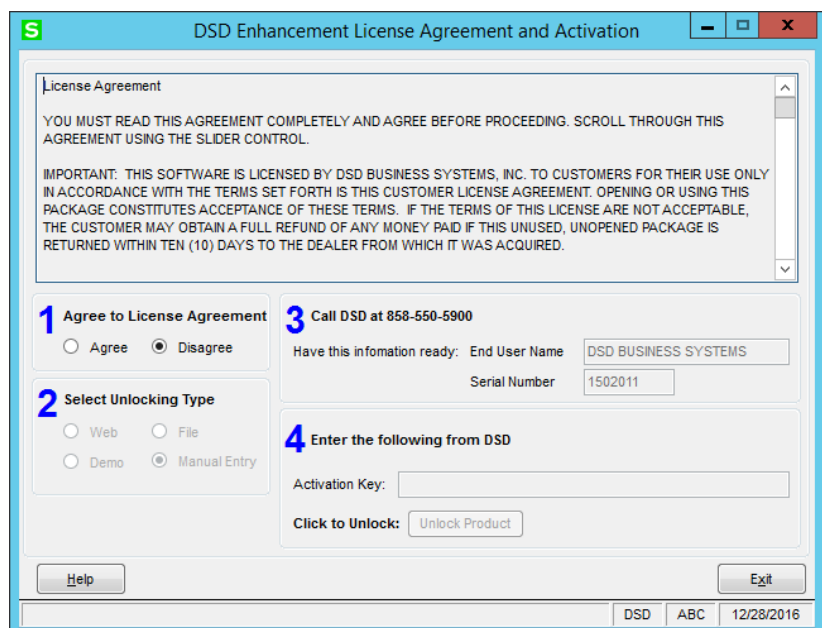 S
DSD Enhancement License Agreement and Activation
License Agreement
YOU MUST READ THIS AGREEMENT COMPLETELY AND AGREE BEFORE PROCEEDING. SCROLL THROUGH THIS
AGREEMENT USING THE SLIDER CONTROL.
IMPORTANT: THIS SOFTWARE IS LICENSED BY DSD BUSINESS SYSTEMS, INC. TO CUSTOMERS FOR THEIR USE ONLY
IN ACCORDANCE WITH THE TERMS SET FORTH IS THIS CUSTOMER LICENSE AGREEMENT. OPENING OR USING THIS
PACKAGE CONSTITUTES ACCEPTANCE OF THESE TERMS. IF THE TERMS OF THIS LICENSE ARE NOT ACCEPTABLE,
THE CUSTOMER MAY OBTAIN A FULL REFUND OF ANY MONEY PAID IF THIS UNUSED, UNOPENED PACKAGE IS
RETURNED WITHIN TEN (10) DAYS TO THE DEALER FROM WHICH IT WAS ACQUIRED.
1 Agree to License Agreement
Agree Disagree
2 Select Unlocking Type
Web File
Demo Manual Entry
3 Call DSD at 858-550-5900
Have this infomation ready: End User Name DSD BUSINESS SYSTEMS
Serial Number 1502011
4 Enter the following from DSD
Activation Key:
Click to Unlock: Unlock Product
Help Exit
DSD ABC 12/28/2016